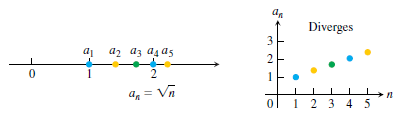 a₁ a₂ a₃ a₄ a₅
0 1 2
aₙ = √n
aₙ
Diverges
3
2
1
0 1 2 3 4 5 n